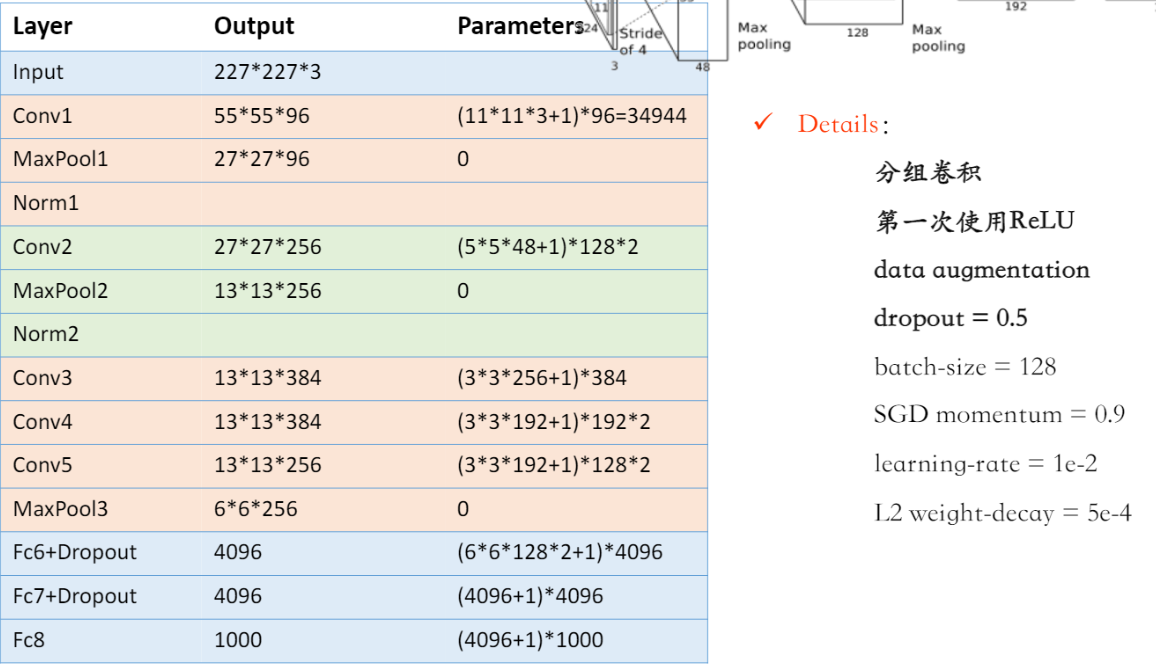 Layer Output Parameters
Input 227*227*3
Conv1 55*55*96 (11*11*3+1)*96=34944
MaxPool1 27*27*96 0
Norm1
Conv2 27*27*256 (5*5*48+1)*128*2
MaxPool2 13*13*256 0
Norm2
Conv3 13*13*384 (3*3*256+1)*384
Conv4 13*13*384 (3*3*192+1)*192*2
Conv5 13*13*256 (3*3*192+1)*128*2
MaxPool3 6*6*256 0
Fc6+Dropout 4096 (6*6*128*2+1)*4096
Fc7+Dropout 4096 (4096+1)*4096
Fc8 1000 (4096+1)*1000
11
Stride
of 4
3
48
Max
pooling
128
Max
pooling
192
✓ Details：
分组卷积
第一次使用ReLU
data augmentation
dropout = 0.5
batch-size = 128
SGD momentum = 0.9
learning-rate = 1e-2
L2 weight-decay = 5e-4